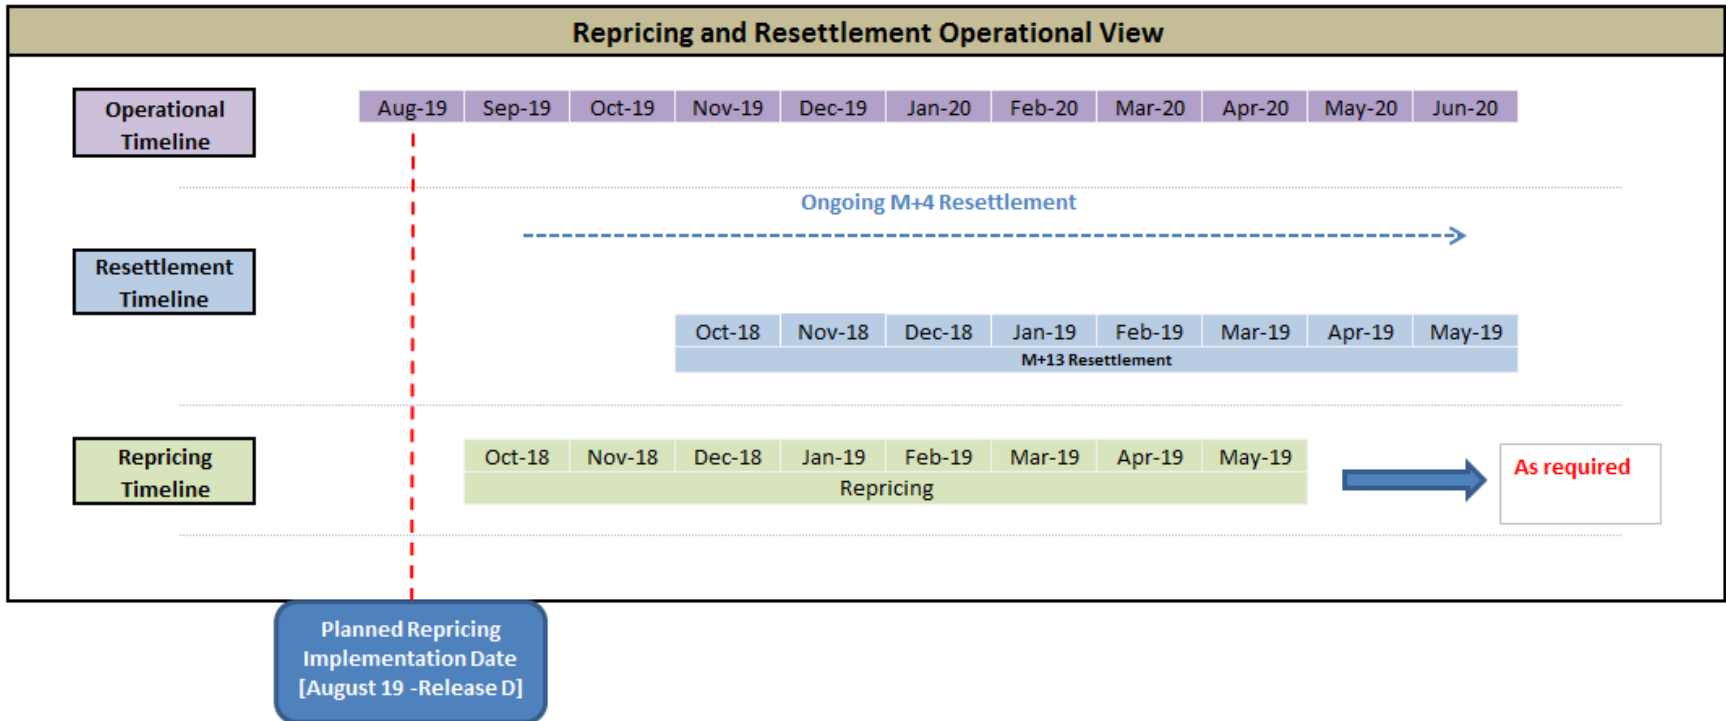 Repricing and Resettlement Operational View
Operational
Timeline
Aug-19 Sep-19 Oct-19 Nov-19 Dec-19 Jan-20 Feb-20 Mar-20 Apr-20 May-20 Jun-20
Ongoing M+4 Resettlement
Resettlement
Timeline
Oct-18 Nov-18 Dec-18 Jan-19 Feb-19 Mar-19 Apr-19 May-19
M+13 Resettlement
Repricing
Timeline
Oct-18 Nov-18 Dec-18 Jan-19 Feb-19 Mar-19 Apr-19 May-19
Repricing
As required
Planned Repricing
Implementation Date
[August 19 -Release D]